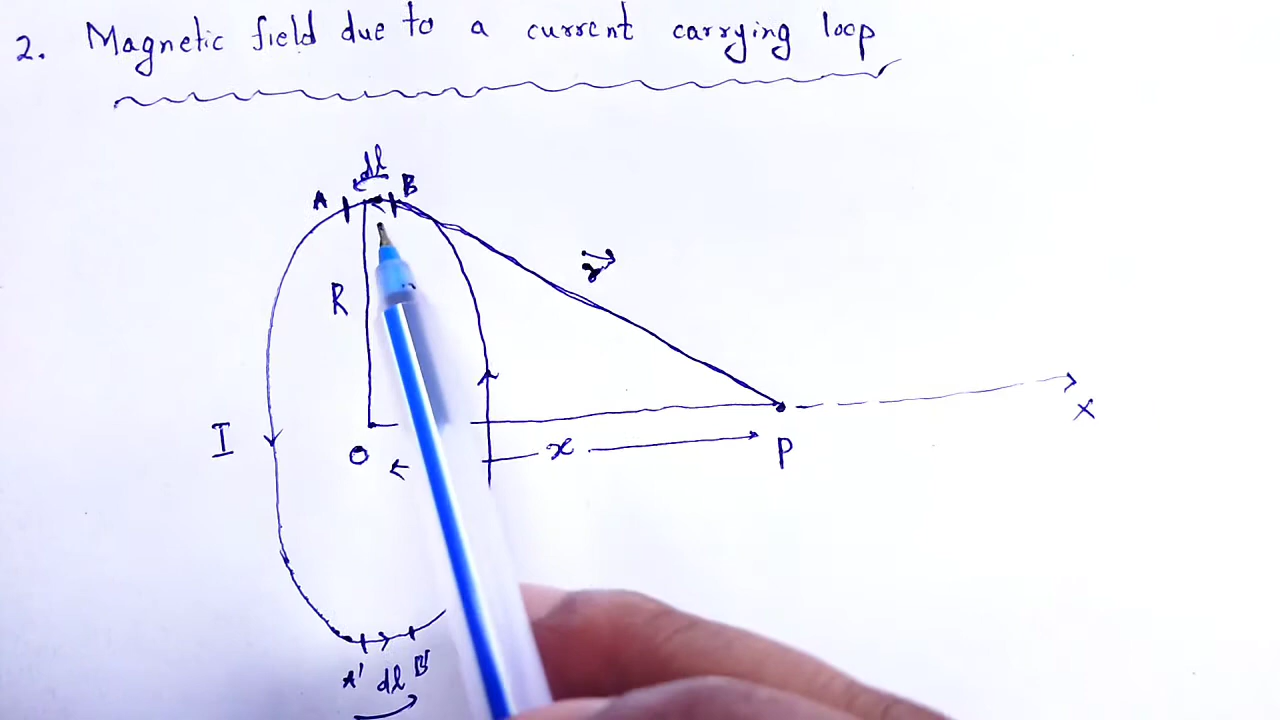 2. Magnetic field due to a current carrying loop
dl
A B
r
R
I
O x P X
A' dl B'